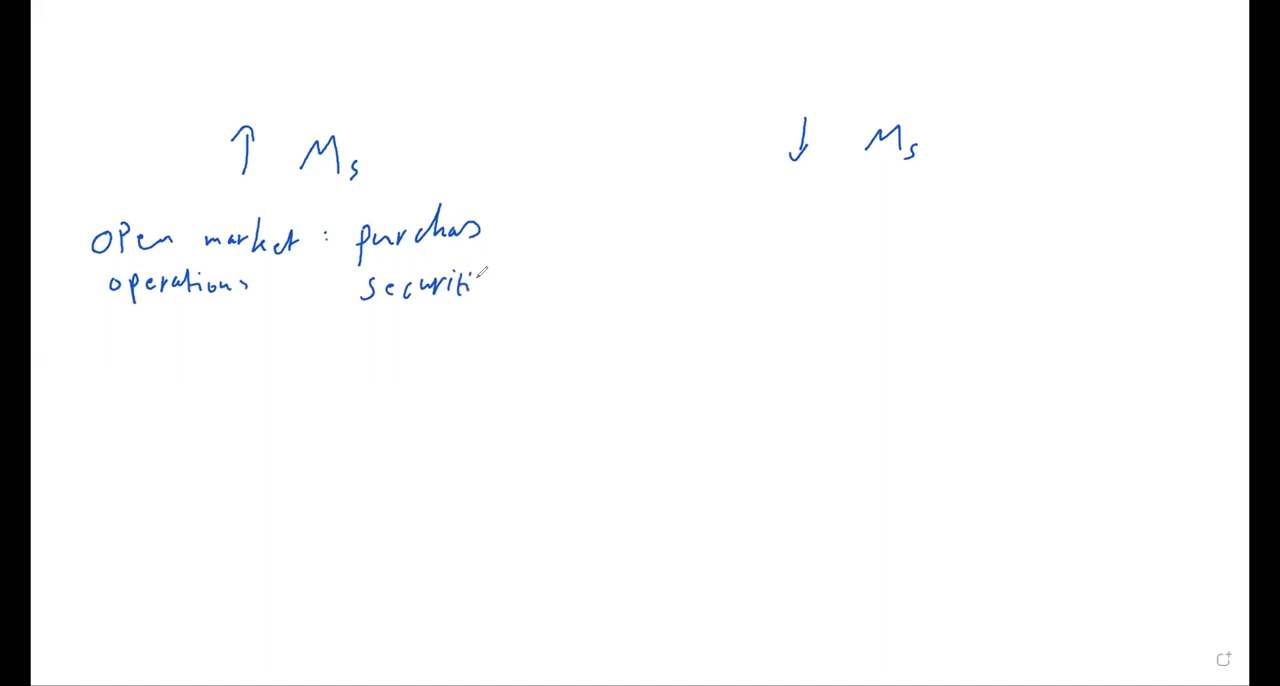 ↑ Ms
↓ Ms
Open market : purchas
operations securiti